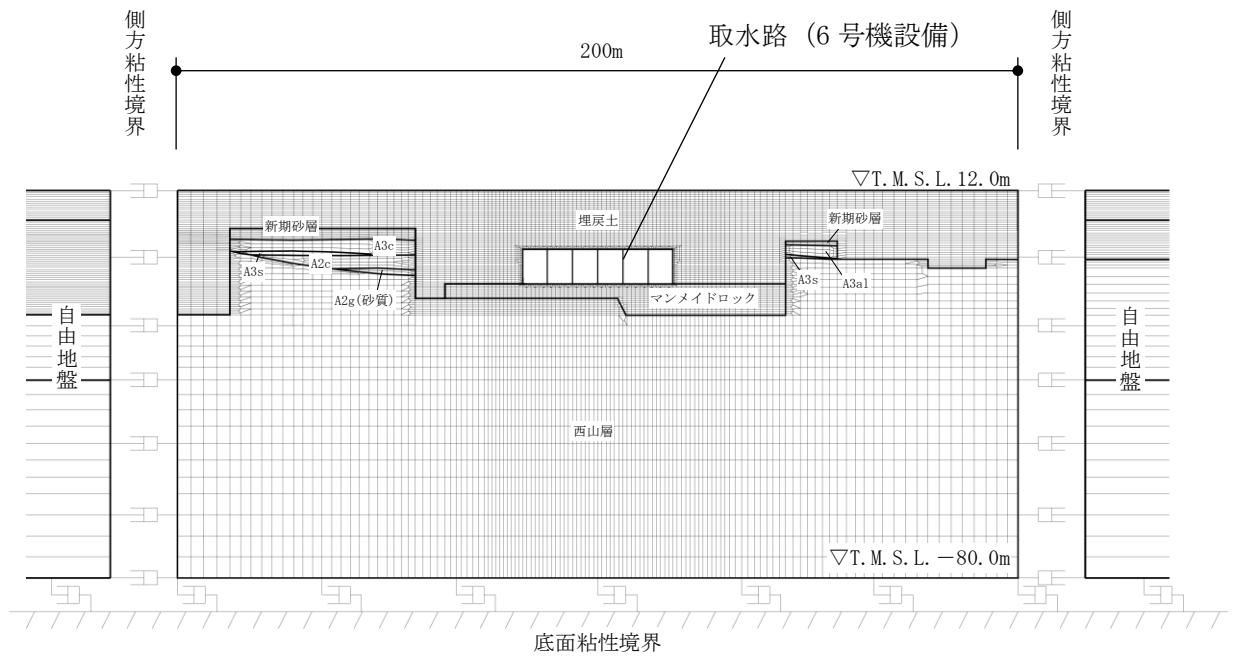 側方粘性境界
200m
取水路（6 号機設備）
側方粘性境界
▽T.M.S.L.12.0m
新期砂層
埋戻土
新期砂層
A3c
A3s
A2c
A3s
A3al
A2g(砂質)
マンメイドロック
自由地盤
自由地盤
西山層
▽T.M.S.L.－80.0m
底面粘性境界